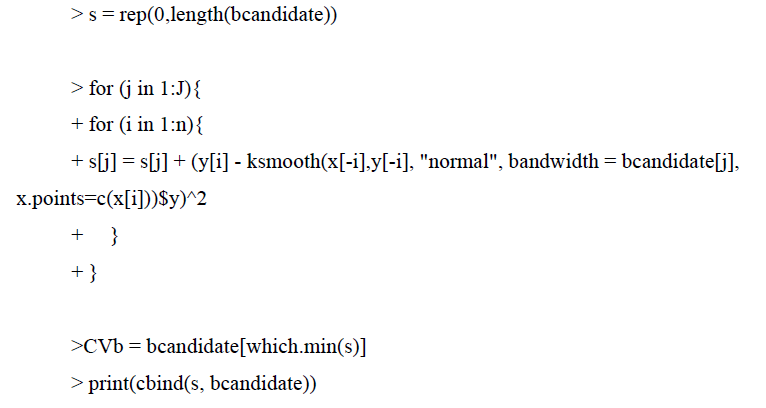 > s = rep(0,length(bcandidate))
> for (j in 1:J){
+ for (i in 1:n){
+ s[j] = s[j] + (y[i] - ksmooth(x[-i],y[-i], "normal", bandwidth = bcandidate[j],
x.points=c(x[i]))$y)^2
+ }
+ }
>CVb = bcandidate[which.min(s)]
> print(cbind(s, bcandidate))